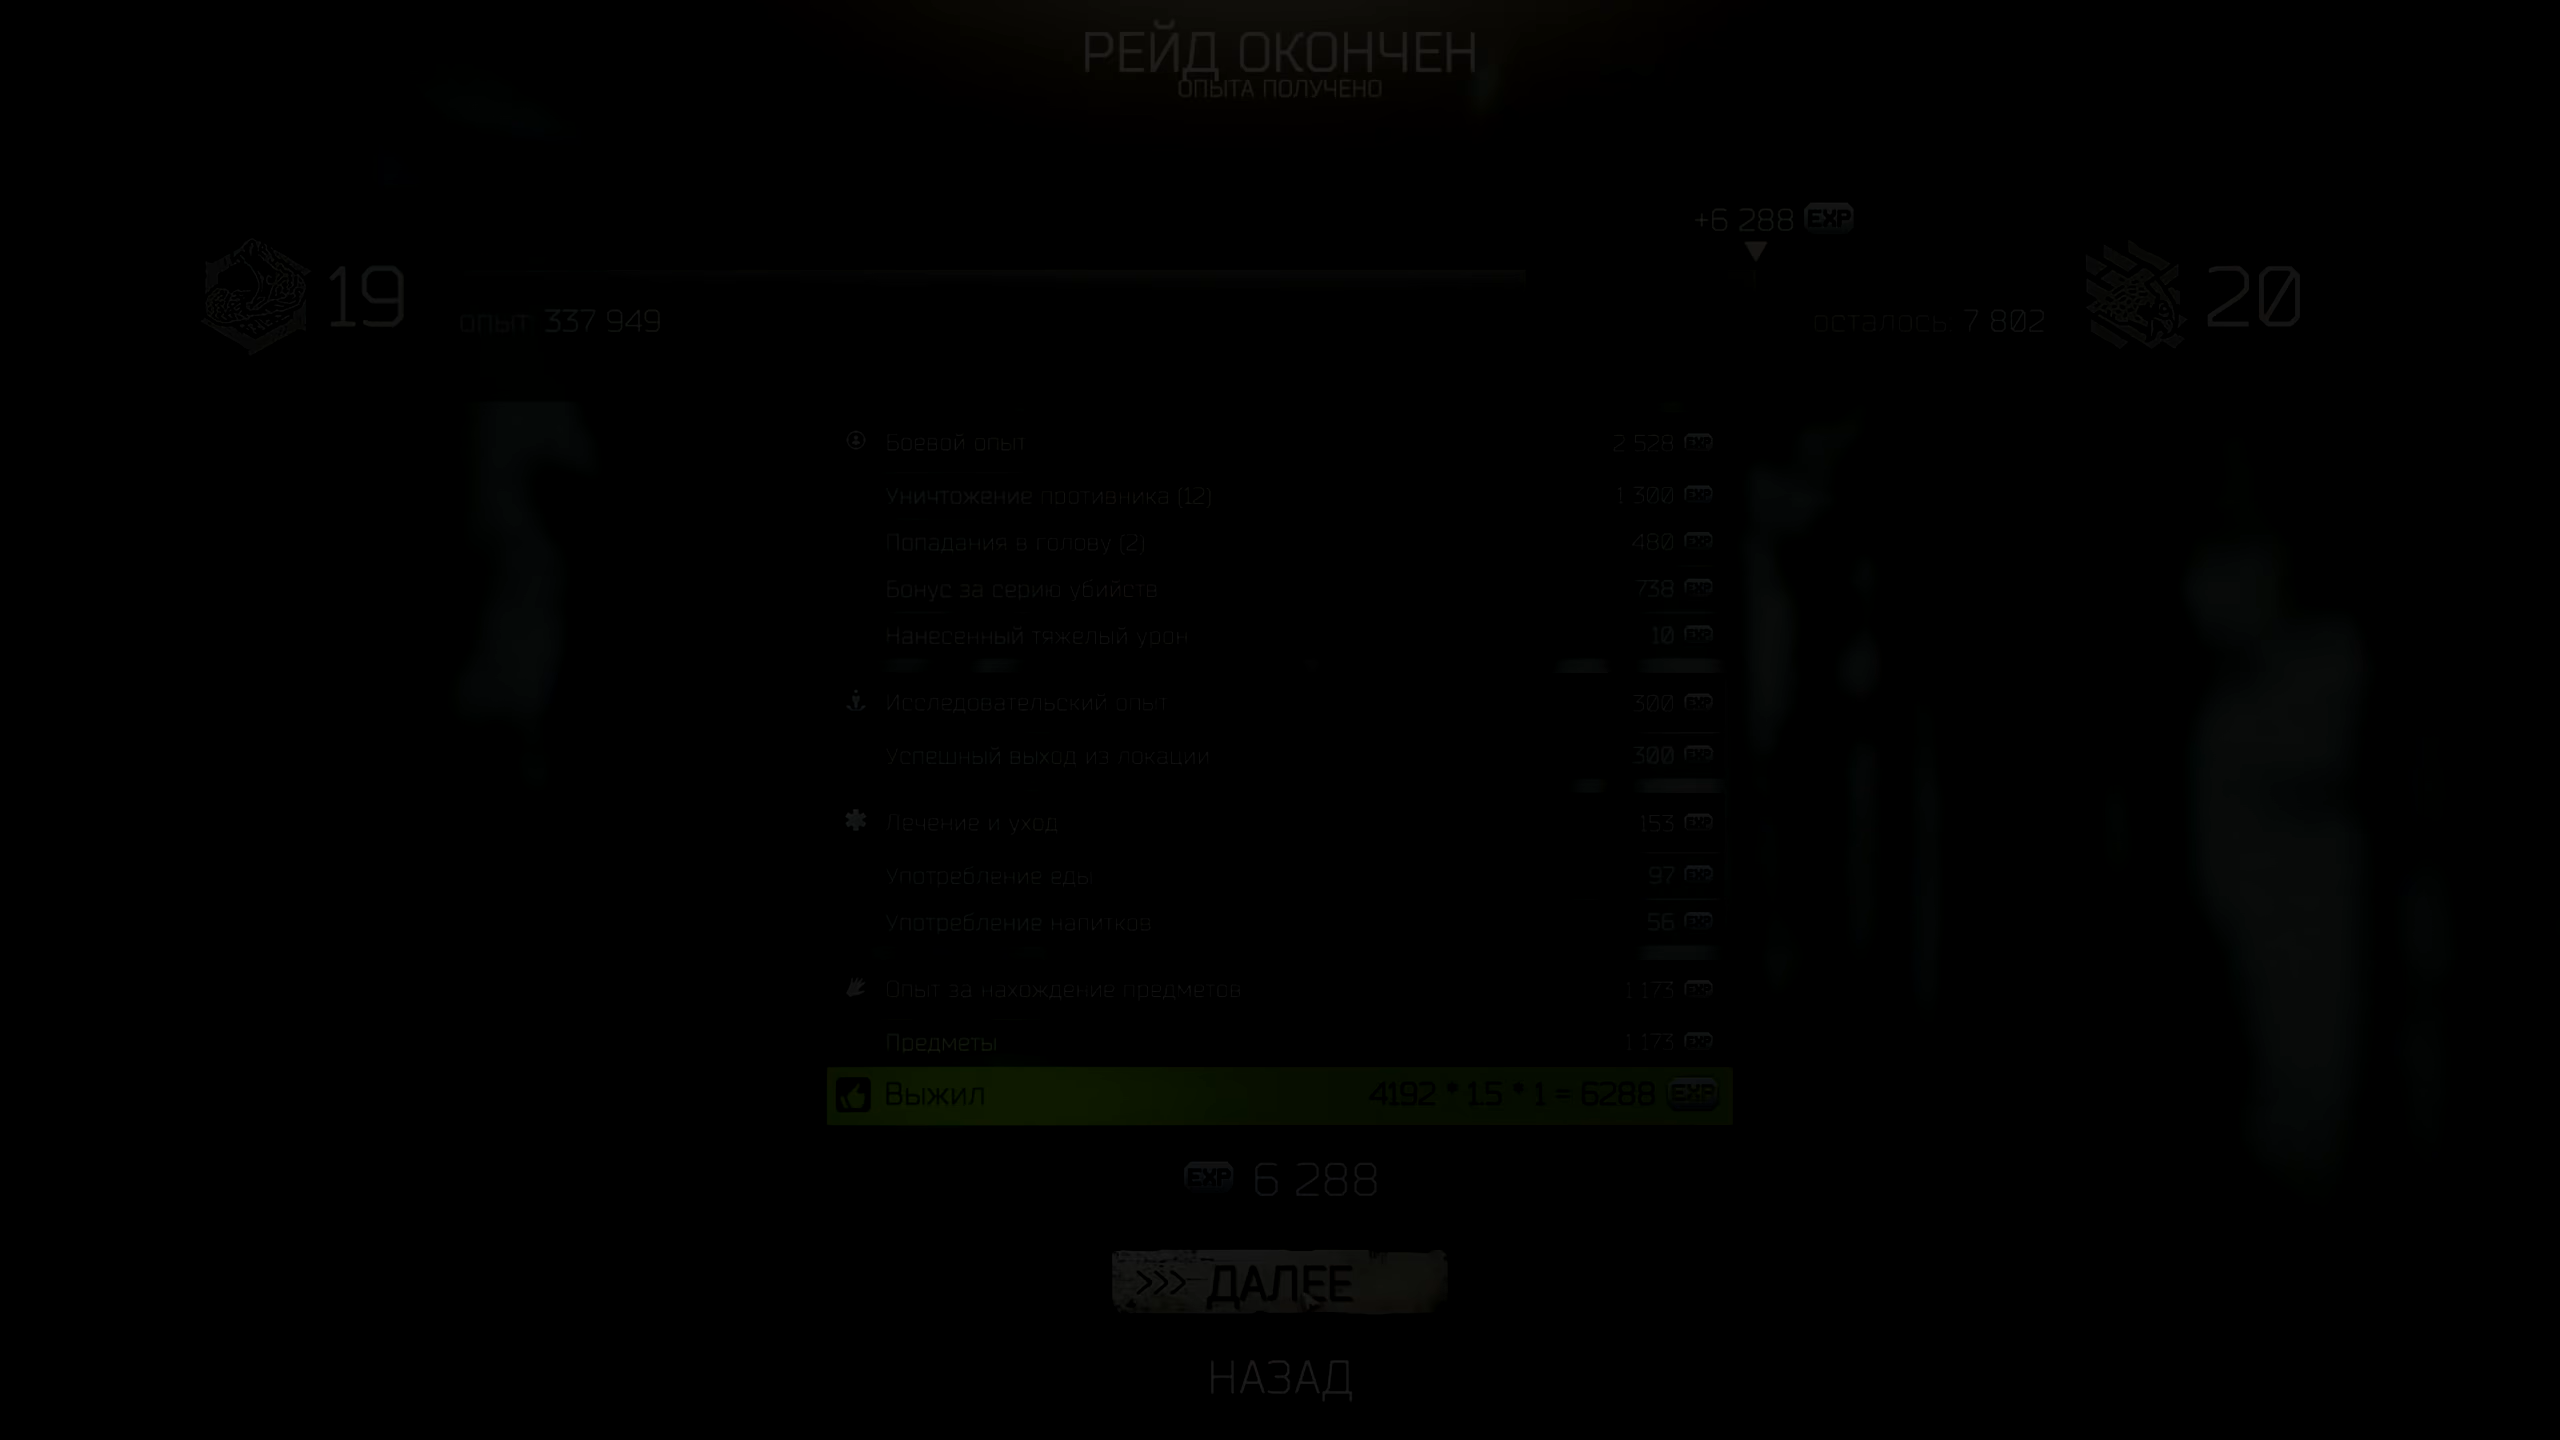 РЕЙД ОКОНЧЕН
ОПЫТА ПОЛУЧЕНО
+6 288 EXP
19
20
опыт: 337 949
осталось: 7 802
Боевой опыт 2 528 EXP
Уничтожение противника (12) 1 300 EXP
Попадания в голову (2) 480 EXP
Бонус за серию убийств 738 EXP
Нанесенный тяжелый урон 10 EXP
Исследовательский опыт 300 EXP
Успешный выход из локации 300 EXP
Лечение и уход 153 EXP
Употребление еды 97 EXP
Употребление напитков 56 EXP
Опыт за нахождение предметов 1 173 EXP
Предметы 1 173 EXP
Выжил 4192 * 1.5 * 1 = 6288 EXP
EXP 6 288
>>> ДАЛЕЕ
НАЗАД